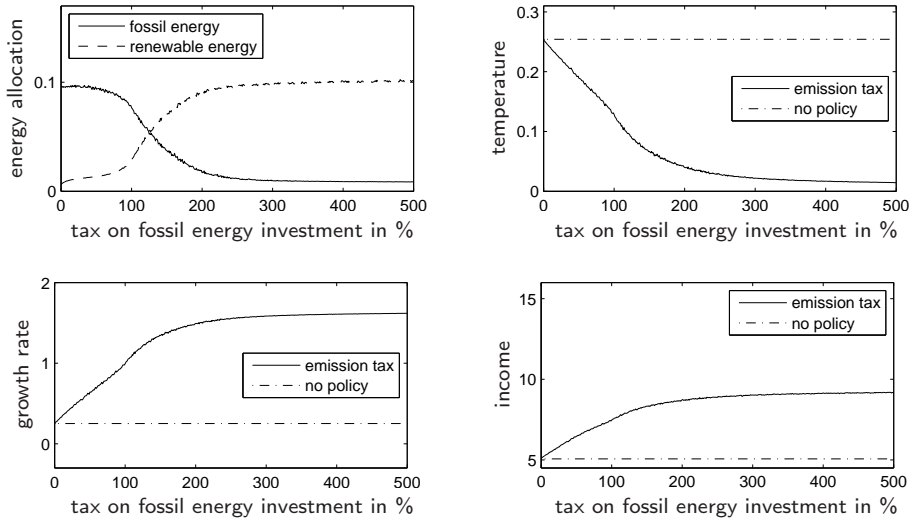 fossil energy
renewable energy
energy allocation
0.1
0
0 100 200 300 400 500
tax on fossil energy investment in %
temperature
0.3
0.2
0.1
0
emission tax
no policy
0 100 200 300 400 500
tax on fossil energy investment in %
growth rate
2
1
0
emission tax
no policy
0 100 200 300 400 500
tax on fossil energy investment in %
income
15
10
5
emission tax
no policy
0 100 200 300 400 500
tax on fossil energy investment in %